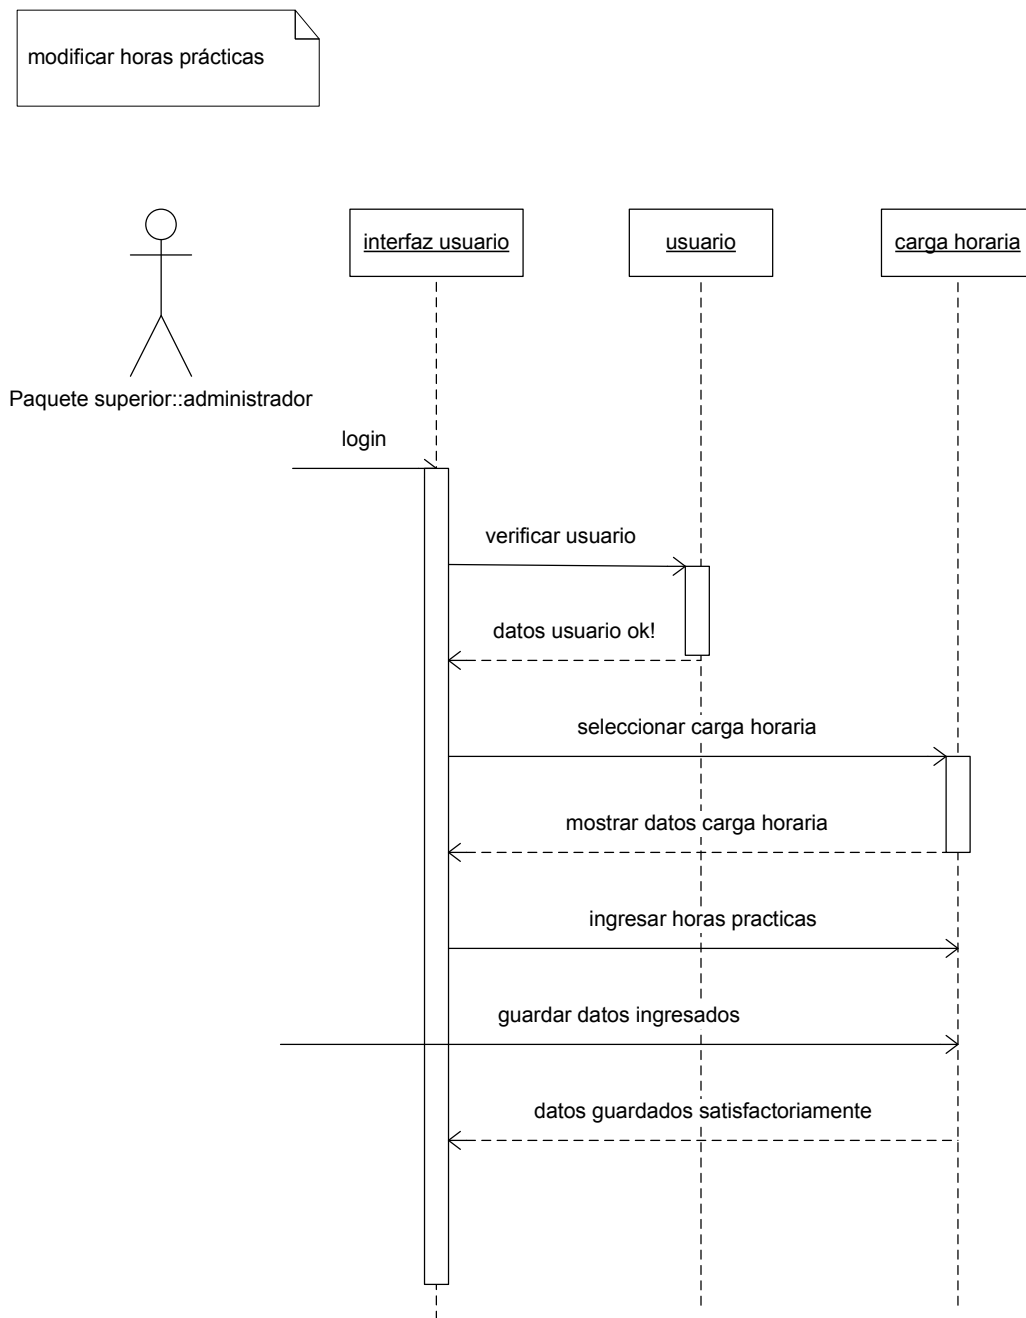 modificar horas prácticas
interfaz usuario
usuario
carga horaria
Paquete superior::administrador
login
verificar usuario
datos usuario ok!
seleccionar carga horaria
mostrar datos carga horaria
ingresar horas practicas
guardar datos ingresados
datos guardados satisfactoriamente